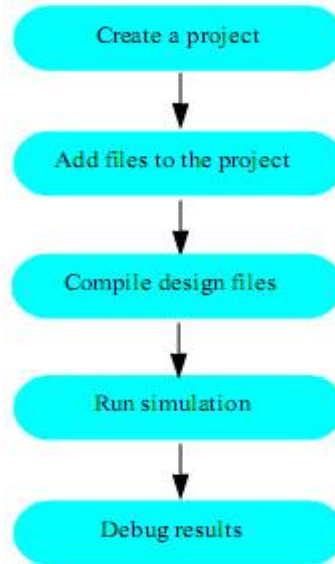 Create a project
Add files to the project
Compile design files
Run simulation
Debug results